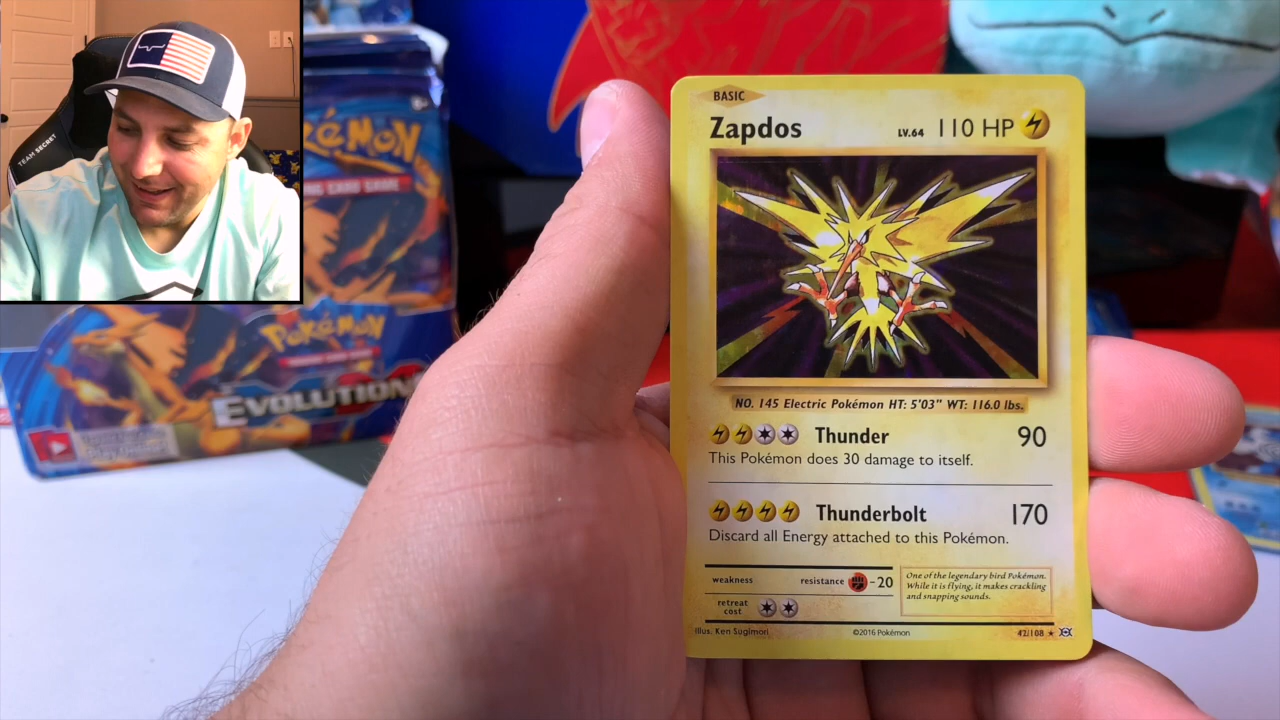 TEAM SECRET
POKÉMON
POKÉMON
EVOLUTION
BASIC
Zapdos LV.64 110 HP
NO. 145 Electric Pokémon HT: 5'03" WT: 116.0 lbs.
Thunder 90
This Pokémon does 30 damage to itself.
Thunderbolt 170
Discard all Energy attached to this Pokémon.
weakness resistance -20
retreat
cost
One of the legendary bird Pokémon.
While it is flying, it makes crackling
and snapping sounds.
Illus. Ken Sugimori ©2016 Pokémon 42/108